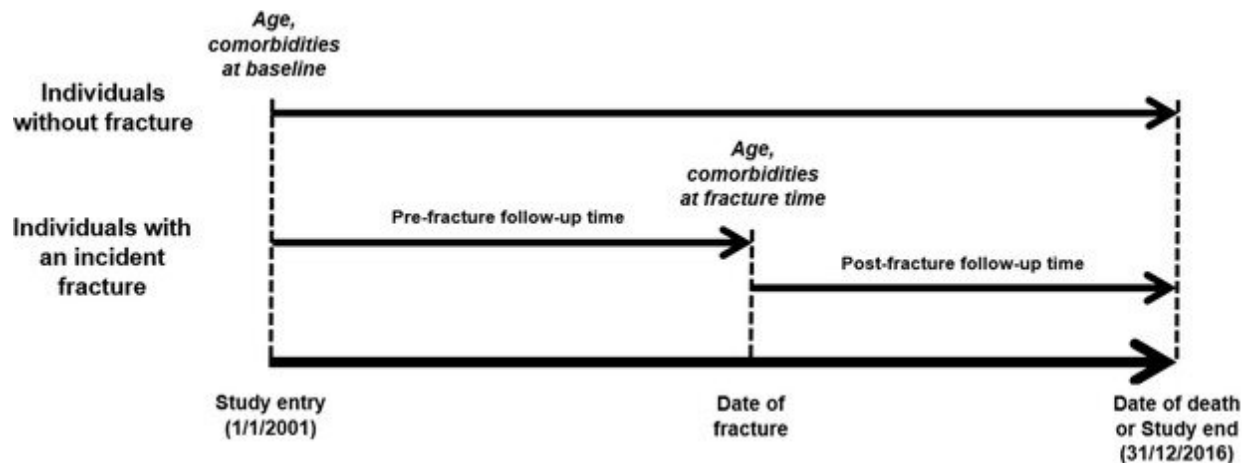 Age,
comorbidities
at baseline
Individuals
without fracture
Age,
comorbidities
at fracture time
Pre-fracture follow-up time
Individuals with
an incident
fracture
Post-fracture follow-up time
Study entry
(1/1/2001)
Date of
fracture
Date of death
or Study end
(31/12/2016)